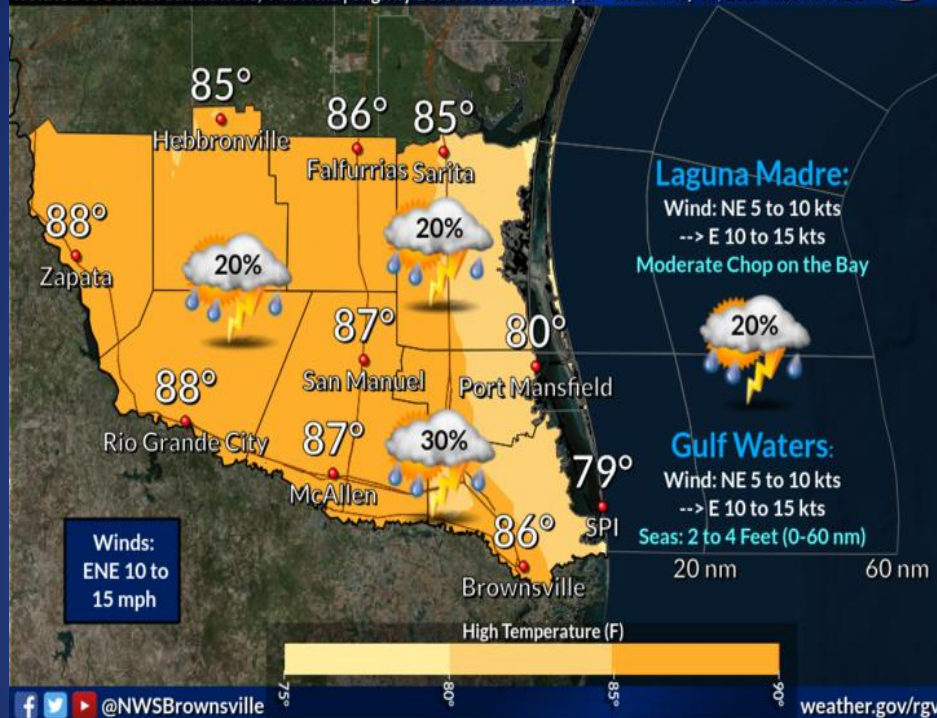 85°
Hebbronville
86°
Falfurrias
85°
Sarita
88°
Zapata
20%
20%
Laguna Madre:
Wind: NE 5 to 10 kts
--> E 10 to 15 kts
Moderate Chop on the Bay
20%
87°
San Manuel
80°
Port Mansfield
88°
Rio Grande City
87°
McAllen
30%
79°
SPI
86°
Brownsville
Gulf Waters:
Wind: NE 5 to 10 kts
--> E 10 to 15 kts
Seas: 2 to 4 Feet (0-60 nm)
20 nm
60 nm
Winds:
ENE 10 to
15 mph
High Temperature (F)
75°
80°
85°
90°
@NWSBrownsville
weather.gov/rgv